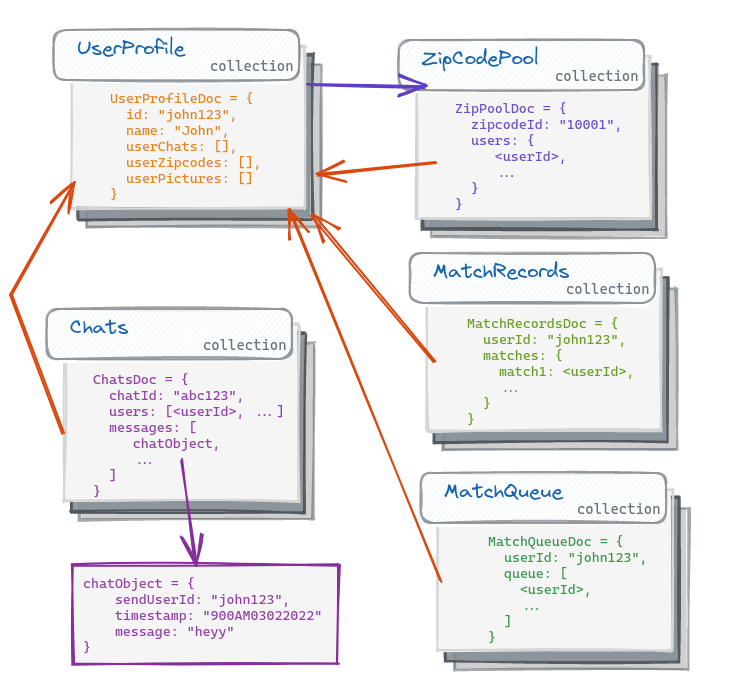 UserProfile
collection
UserProfileDoc = {
id: "john123",
name: "John",
userChats: [],
userZipcodes: [],
userPictures: []
}
ZipCodePool
collection
ZipPoolDoc = {
zipcodeId: "10001",
users: {
<userId>,
...
}
}
MatchRecords
collection
MatchRecordsDoc = {
userId: "john123",
matches: {
match1: <userId>,
...
}
}
Chats
collection
ChatsDoc = {
chatId: "abc123",
users: [<userId>, ...]
messages: [
chatObject,
...
]
}
MatchQueue
collection
MatchQueueDoc = {
userId: "john123",
queue: [
<userId>,
...
]
}
chatObject = {
sendUserId: "john123",
timestamp: "900AM03022022"
message: "heyy"
}